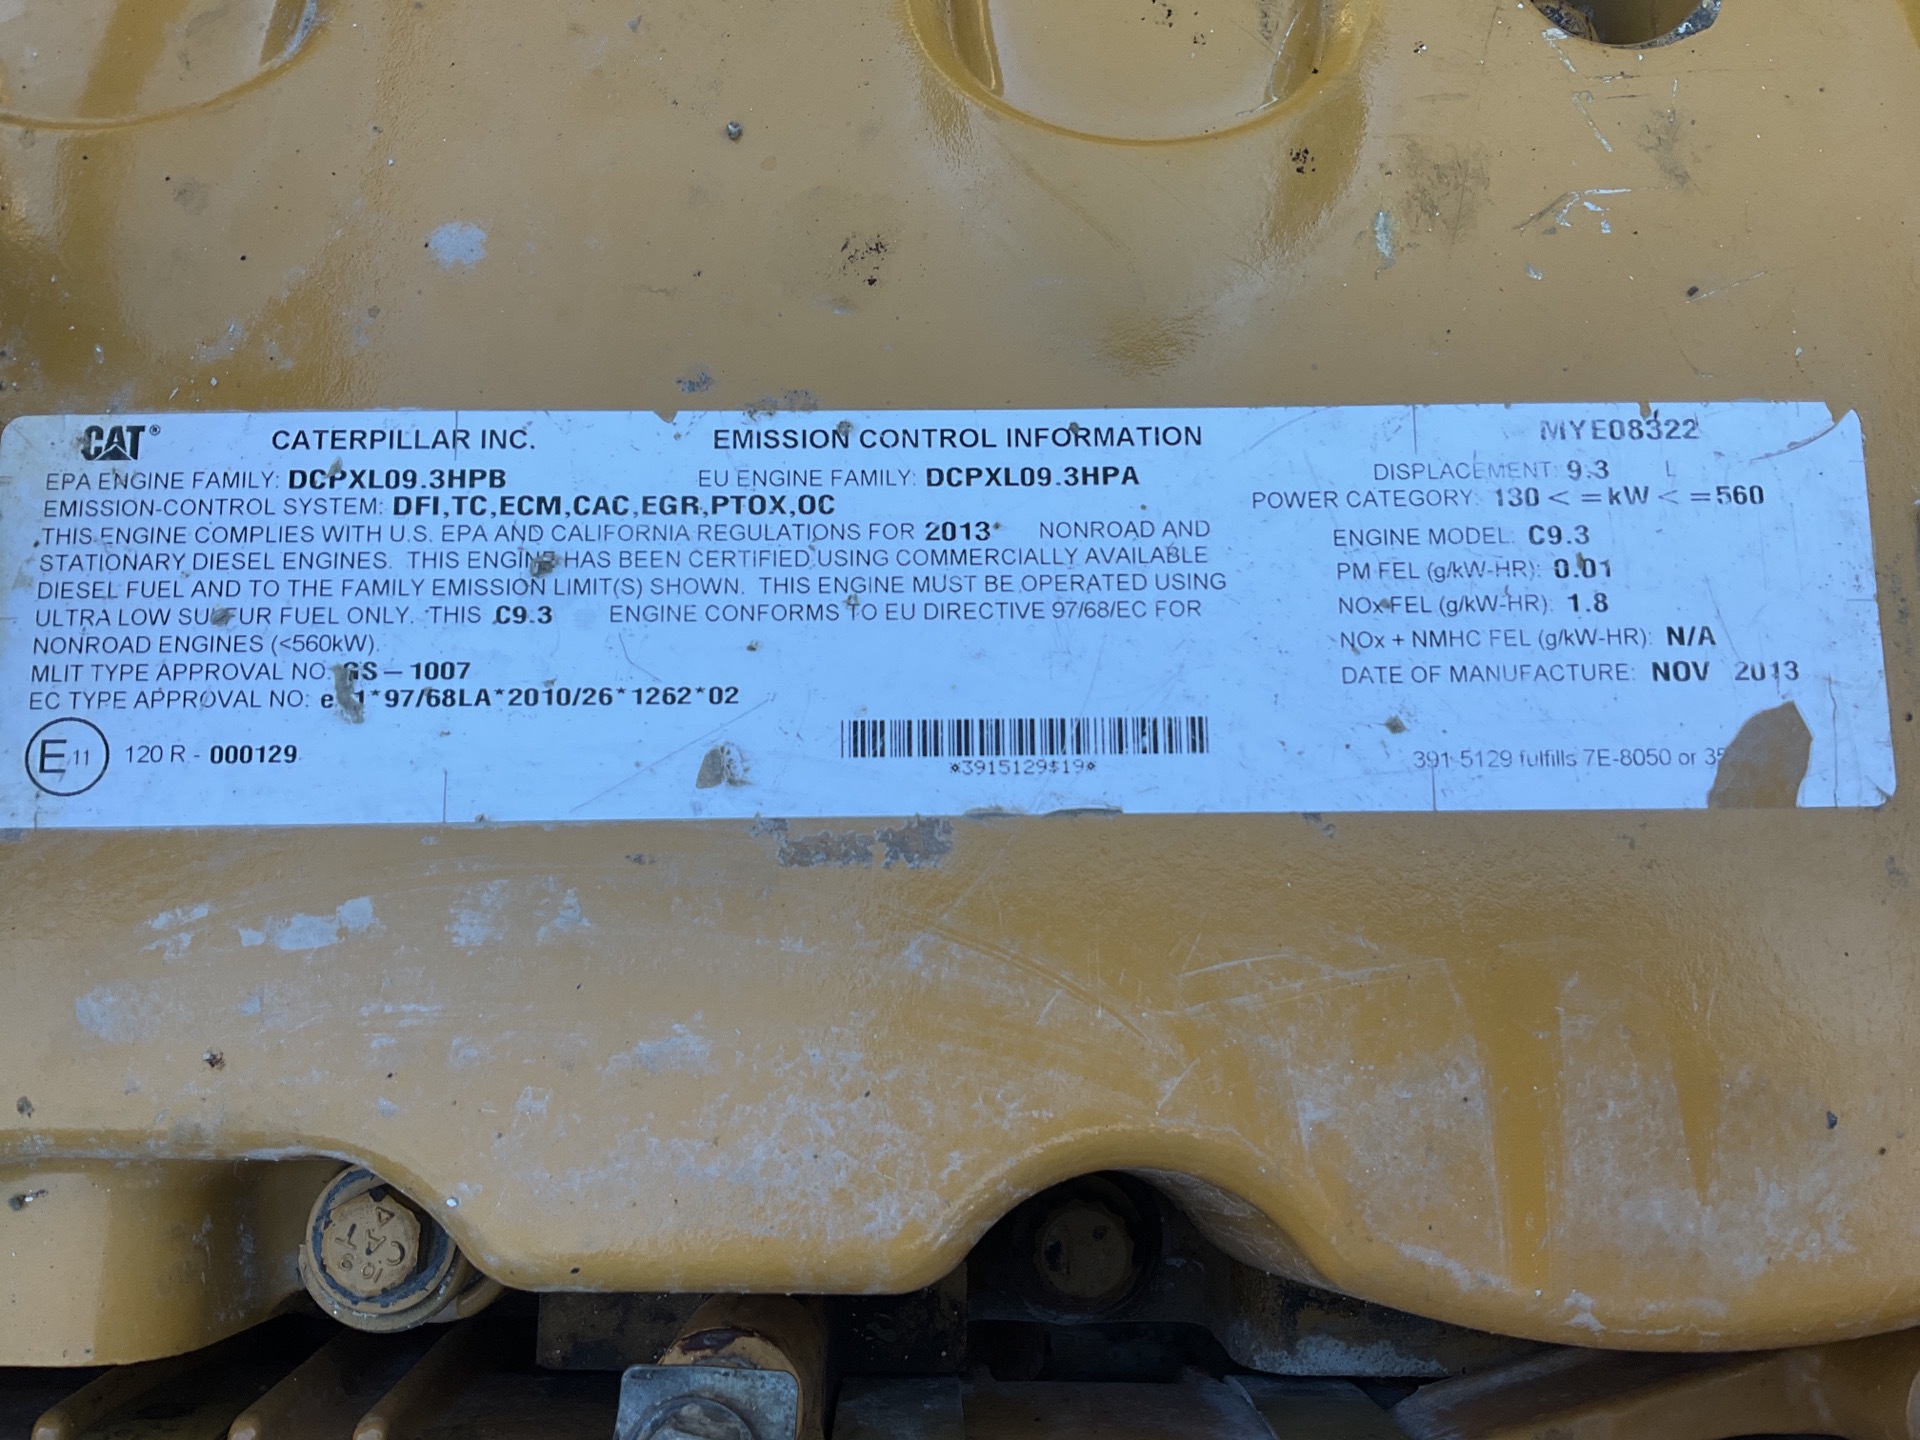 CAT® CATERPILLAR INC. EMISSION CONTROL INFORMATION MYE08322
EPA ENGINE FAMILY: DCPXL09.3HPB EU ENGINE FAMILY: DCPXL09.3HPA DISPLACEMENT: 9.3 L
EMISSION-CONTROL SYSTEM: DFI,TC,ECM,CAC,EGR,PTOX,OC POWER CATEGORY: 130 < =kW < =560
THIS ENGINE COMPLIES WITH U.S. EPA AND CALIFORNIA REGULATIONS FOR 2013 NONROAD AND ENGINE MODEL: C9.3
STATIONARY DIESEL ENGINES. THIS ENGINE HAS BEEN CERTIFIED USING COMMERCIALLY AVAILABLE PM FEL (g/kW-HR): 0.01
DIESEL FUEL AND TO THE FAMILY EMISSION LIMIT(S) SHOWN. THIS ENGINE MUST BE OPERATED USING NOx FEL (g/kW-HR): 1.8
ULTRA LOW SULFUR FUEL ONLY. THIS C9.3 ENGINE CONFORMS TO EU DIRECTIVE 97/68/EC FOR NOx + NMHC FEL (g/kW-HR): N/A
NONROAD ENGINES (<560kW). DATE OF MANUFACTURE: NOV 2013
MLIT TYPE APPROVAL NO: GS-1007
EC TYPE APPROVAL NO: *97/68LA*2010/26*1262*02
E 11 120 R - 000129
*3915129$19*
391-5129 fulfills 7E-8050 or
CAT
10.9